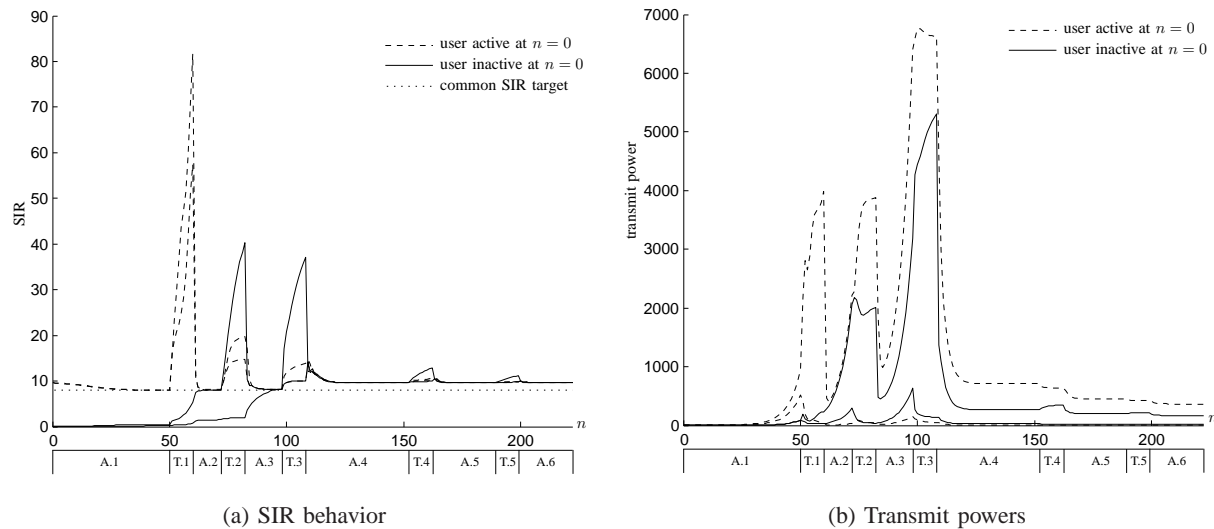 90
80
70
60
50
40
30
20
10
0
SIR
user active at n = 0
user inactive at n = 0
common SIR target
0 50 100 150 200 n
A.1 T.1 A.2 T.2 A.3 T.3 A.4 T.4 A.5 T.5 A.6
(a) SIR behavior
7000
6000
5000
4000
3000
2000
1000
0
transmit power
user active at n = 0
user inactive at n = 0
0 50 100 150 200
A.1 T.1 A.2 T.2 A.3 T.3 A.4 T.4 A.5 T.5 A.6
(b) Transmit powers